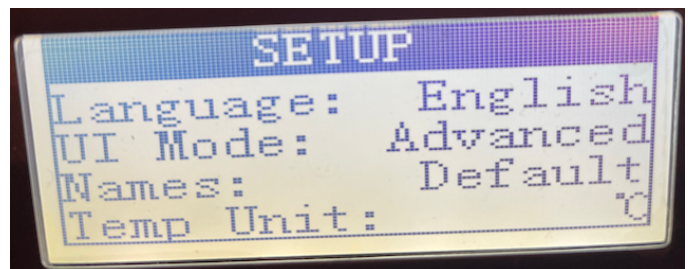 SETUP
Language: English
UI Mode: Advanced
Names: Default
Temp Unit: ℃